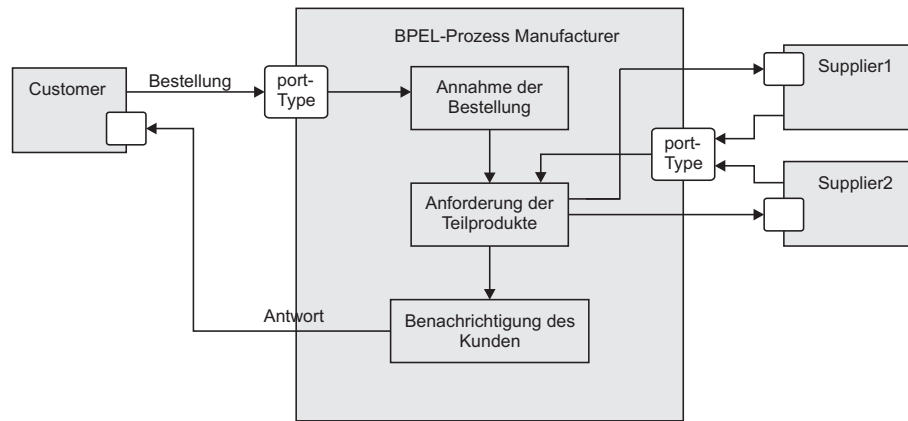 BPEL-Prozess Manufacturer
Customer
Bestellung
port-
Type
Annahme der
Bestellung
Supplier1
port-
Type
Supplier2
Anforderung der
Teilprodukte
Antwort
Benachrichtigung des
Kunden